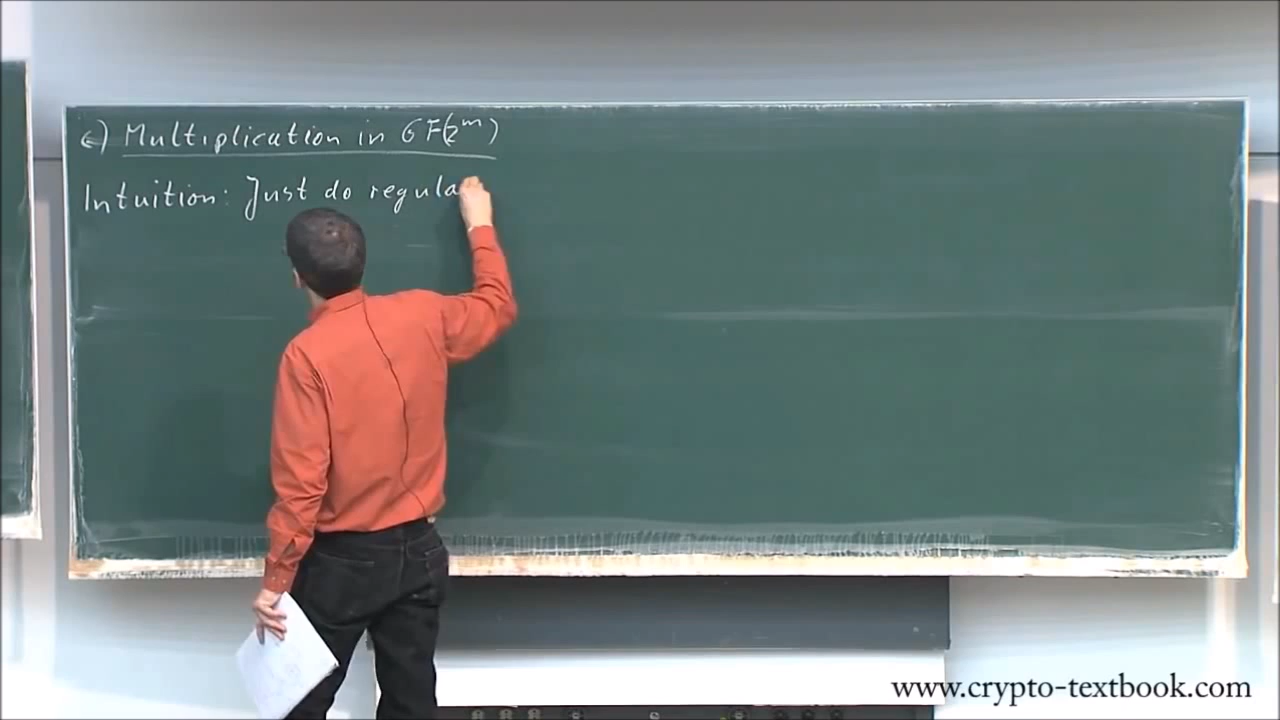 c) Multiplication in GF(2^m)
Intuition: Just do regula
www.crypto-textbook.com